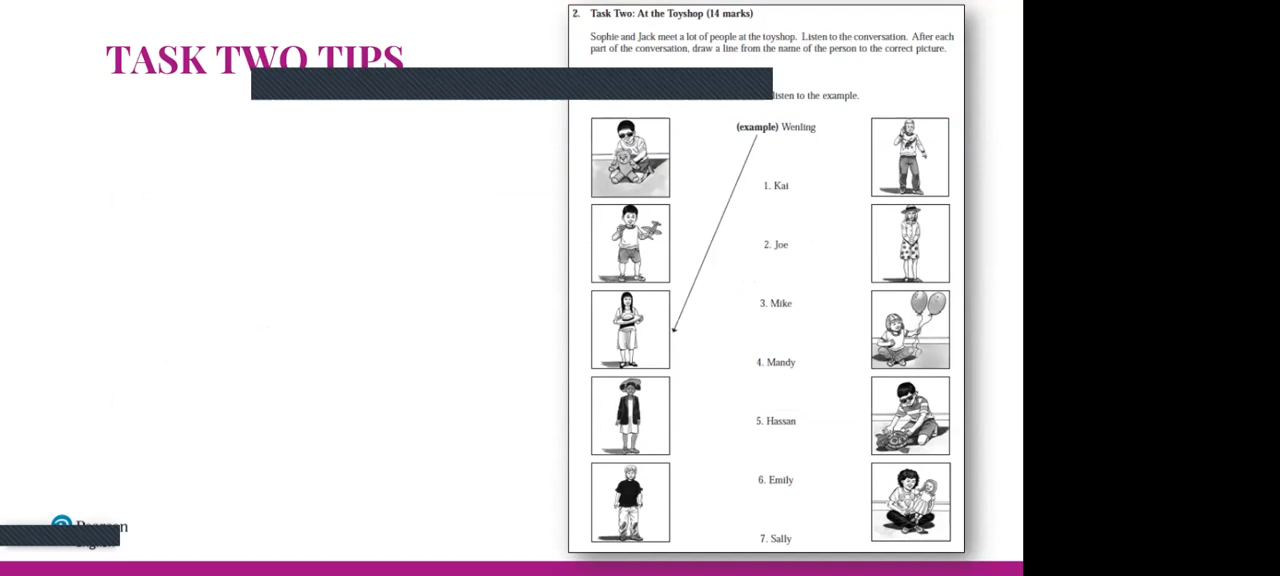 TASK TWO TIPS
2. Task Two: At the Toyshop (14 marks)
Sophie and Jack meet a lot of people at the toyshop. Listen to the conversation. After each
part of the conversation, draw a line from the name of the person to the correct picture.
listen to the example.
(example) Wenling
1. Kai
2. Joe
3. Mike
4. Mandy
5. Hassan
6. Emily
7. Sally